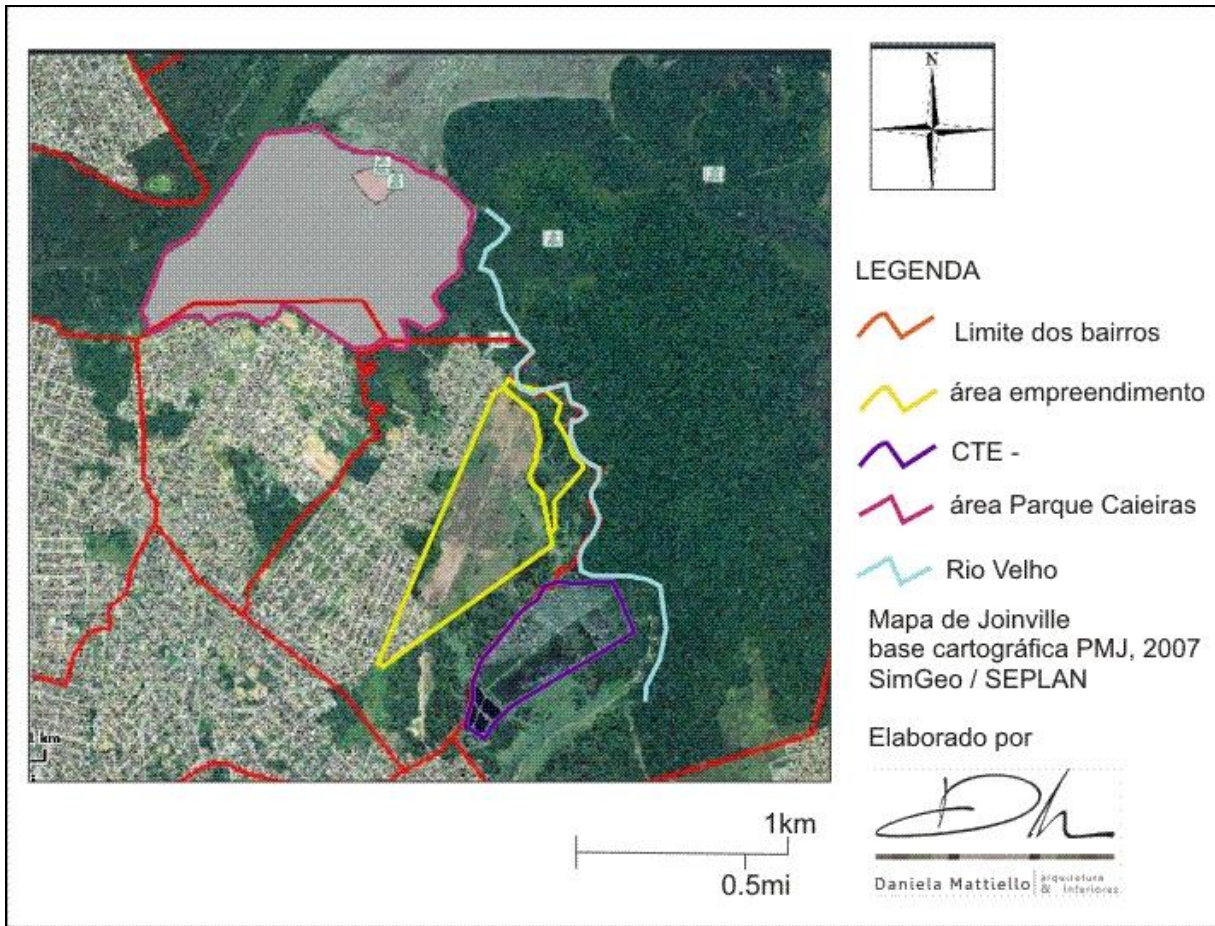 N
LEGENDA
Limite dos bairros
área empreendimento
CTE -
área Parque Caieiras
Rio Velho
Mapa de Joinville
base cartográfica PMJ, 2007
SimGeo / SEPLAN
Elaborado por
Daniela Mattiello
arquitetura
& interiores
km
1km
0.5mi